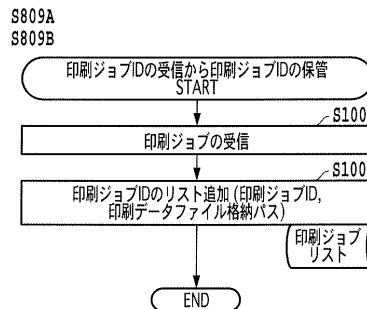 S809A
S809B
印刷ジョブIDの受信から印刷ジョブIDの保管
START
S100
印刷ジョブの受信
S100
印刷ジョブIDのリスト追加 (印刷ジョブID,
印刷データファイル格納パス)
印刷ジョブ
リスト
END